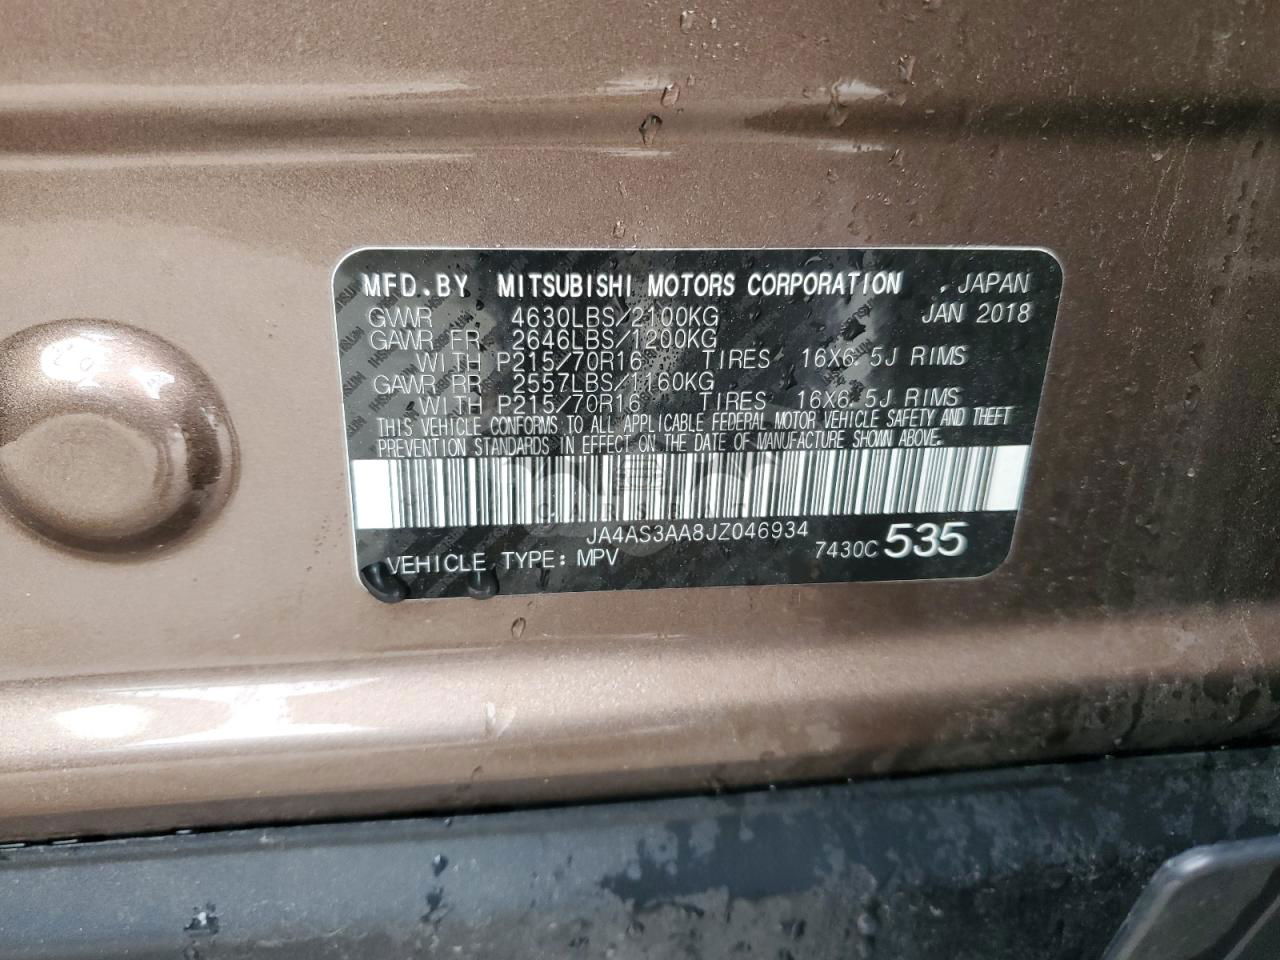 MFD.BY MITSUBISHI MOTORS CORPORATION , JAPAN
GVWR 4630LBS/2100KG JAN 2018
GAWR FR 2646LBS/1200KG
WITH P215/70R16 TIRES 16X6.5J RIMS
GAWR RR 2557LBS/1160KG
WITH P215/70R16 TIRES 16X6.5J RIMS
THIS VEHICLE CONFORMS TO ALL APPLICABLE FEDERAL MOTOR VEHICLE SAFETY AND THEFT
PREVENTION STANDARDS IN EFFECT ON THE DATE OF MANUFACTURE SHOWN ABOVE.
JA4AS3AA8JZ046934
7430C 535
VEHICLE TYPE: MPV